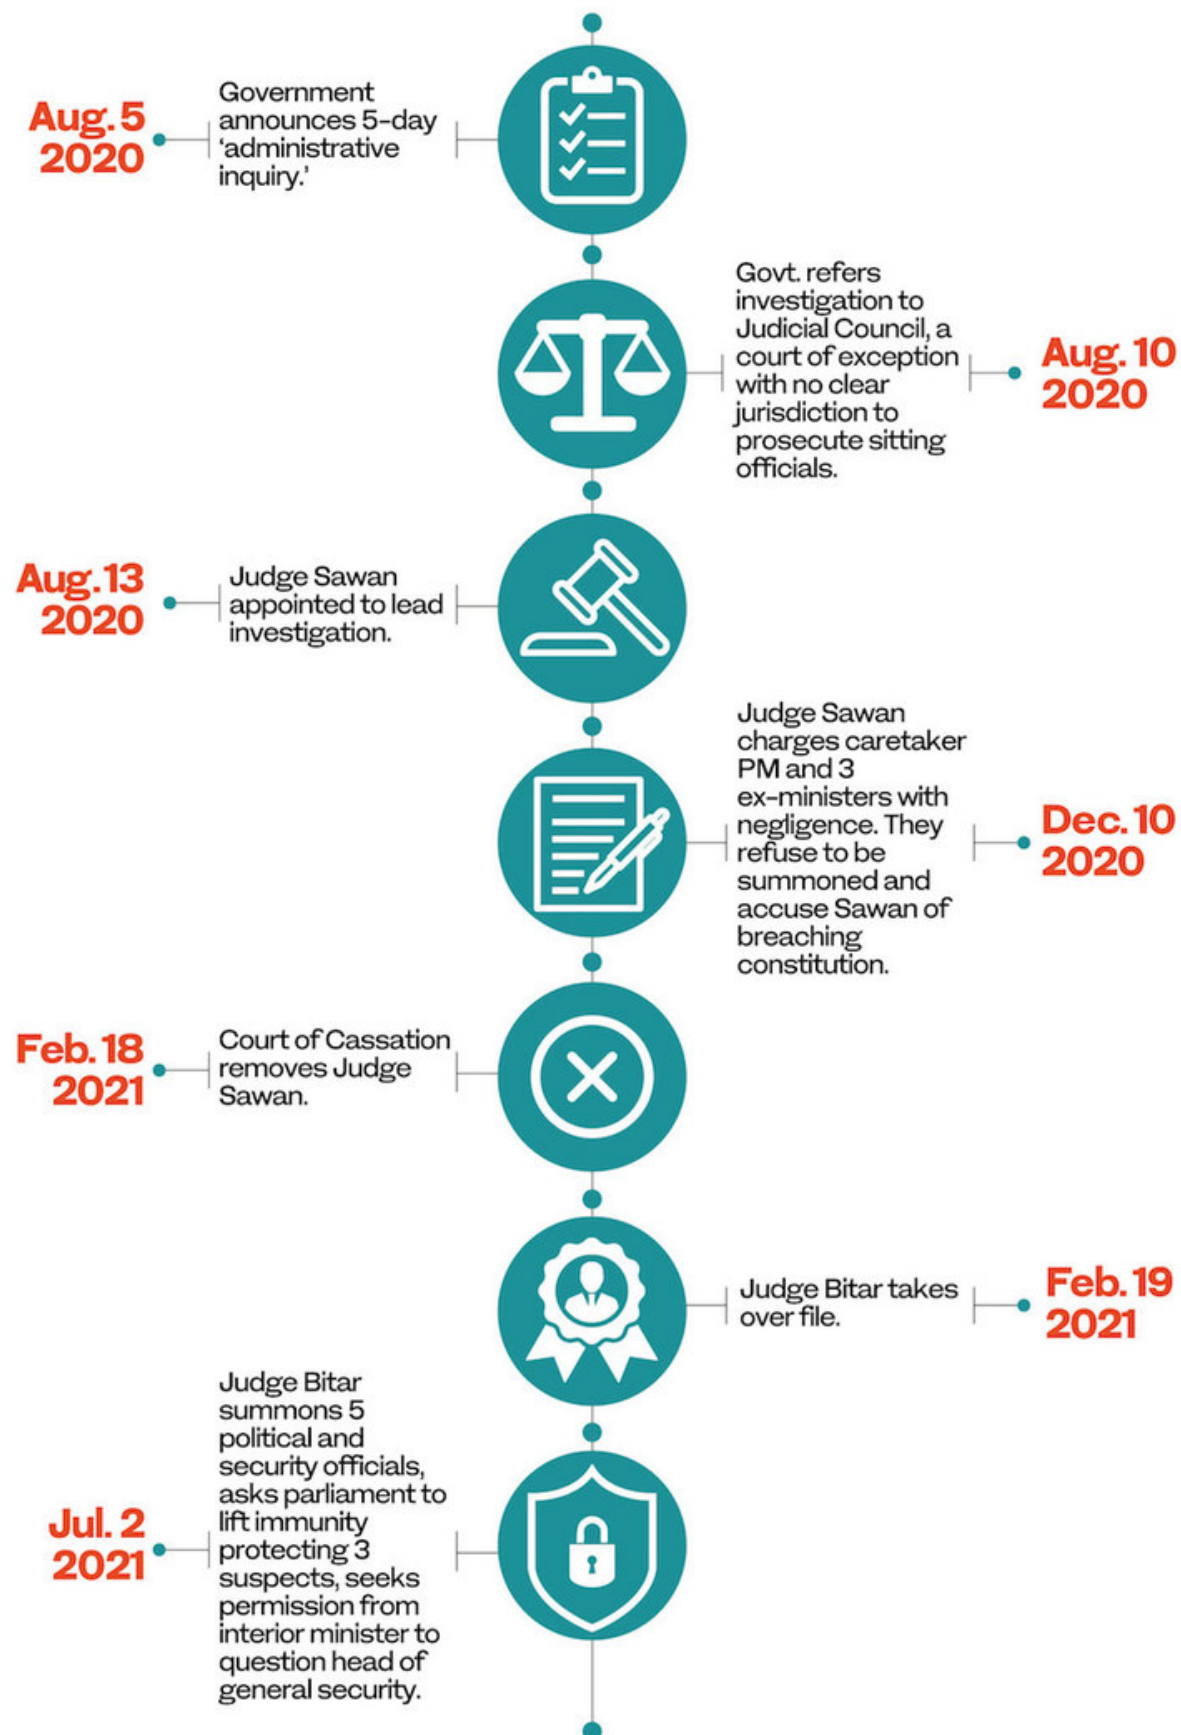 Aug. 5
2020
Government
announces 5-day
‘administrative
inquiry.’
Govt. refers
investigation to
Judicial Council, a
court of exception
with no clear
jurisdiction to
prosecute sitting
officials.
Aug. 10
2020
Aug. 13
2020
Judge Sawan
appointed to lead
investigation.
Judge Sawan
charges caretaker
PM and 3
ex-ministers with
negligence. They
refuse to be
summoned and
accuse Sawan of
breaching
constitution.
Dec. 10
2020
Feb. 18
2021
Court of Cassation
removes Judge
Sawan.
Judge Bitar takes
over file.
Feb. 19
2021
Jul. 2
2021
Judge Bitar
summons 5
political and
security officials,
asks parliament to
lift immunity
protecting 3
suspects, seeks
permission from
interior minister to
question head of
general security.